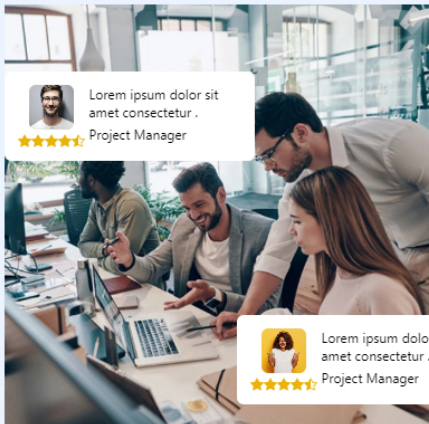 Lorem ipsum dolor sit
amet consectetur .
Project Manager
Lorem ipsum dolo
amet consectetur .
Project Manager